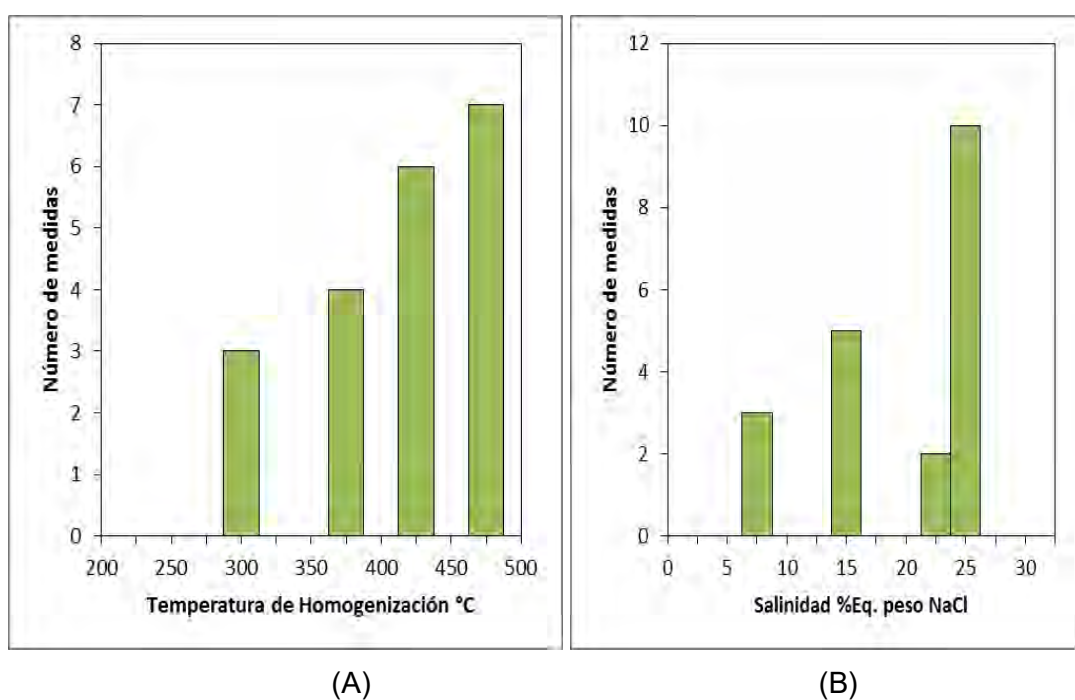 8
7
6
5
4
3
2
1
0
Número de medidas
200 250 300 350 400 450 500
Temperatura de Homogenización °C
(A)
12
10
8
6
4
2
0
Número de medidas
0 5 10 15 20 25 30
Salinidad %Eq. peso NaCl
(B)